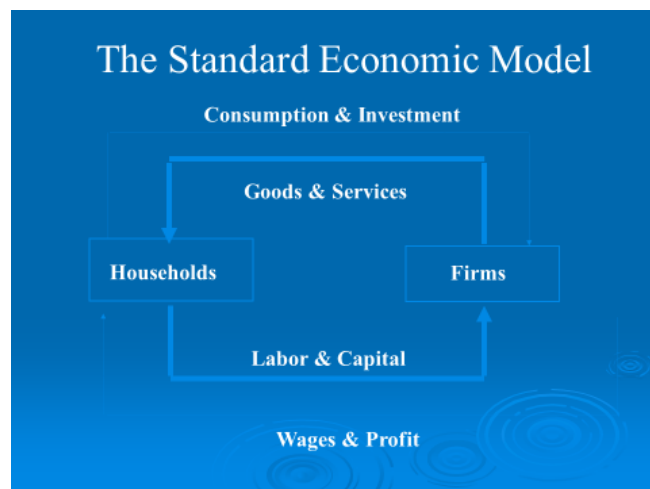 The Standard Economic Model
Consumption & Investment
Goods & Services
Households
Firms
Labor & Capital
Wages & Profit